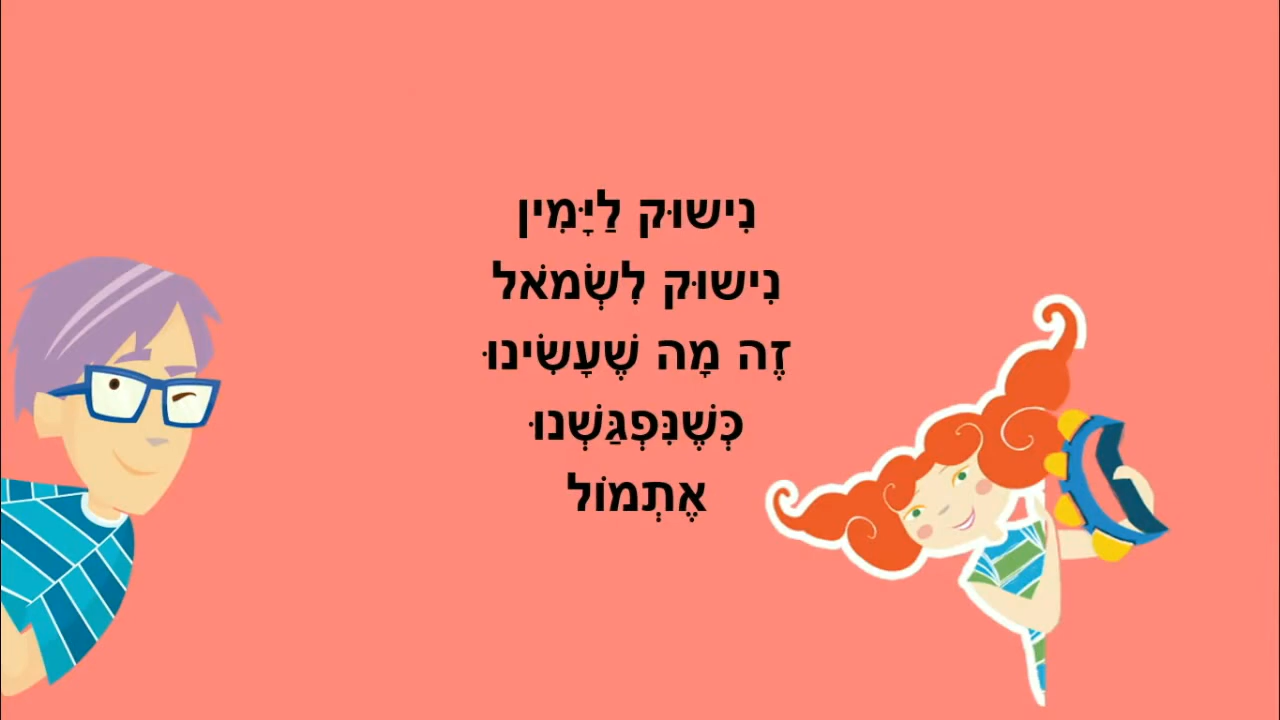 נִישׁוּק לַיָּמִין
נִישׁוּק לִשְׂמֹאל
זֶה מָה שֶׁעָשִׂינוּ
כְּשֶׁנִּפְגַּשְׁנוּ
אֶתְמוֹל